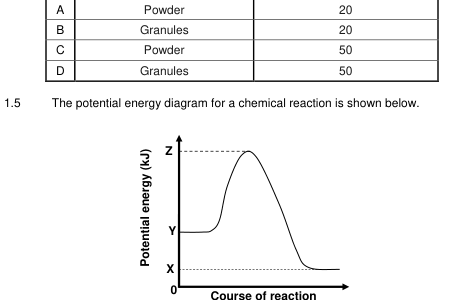 A Powder 20
B Granules 20
C Powder 50
D Granules 50
1.5 The potential energy diagram for a chemical reaction is shown below.
Potential energy (kJ)
Z
Y
X
0
Course of reaction